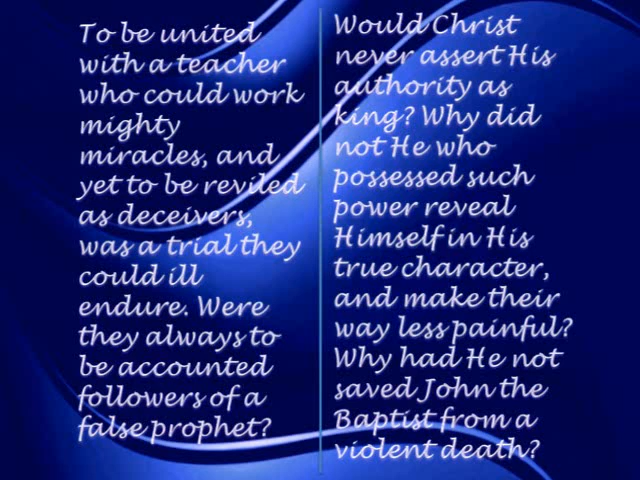 To be united
with a teacher
who could work
mighty
miracles, and
yet to be reviled
as deceivers,
was a trial they
could ill
endure. Were
they always to
be accounted
followers of a
false prophet?
Would Christ
never assert His
authority as
king? Why did
not He who
possessed such
power reveal
Himself in His
true character,
and make their
way less painful?
Why had He not
saved John the
Baptist from a
violent death?